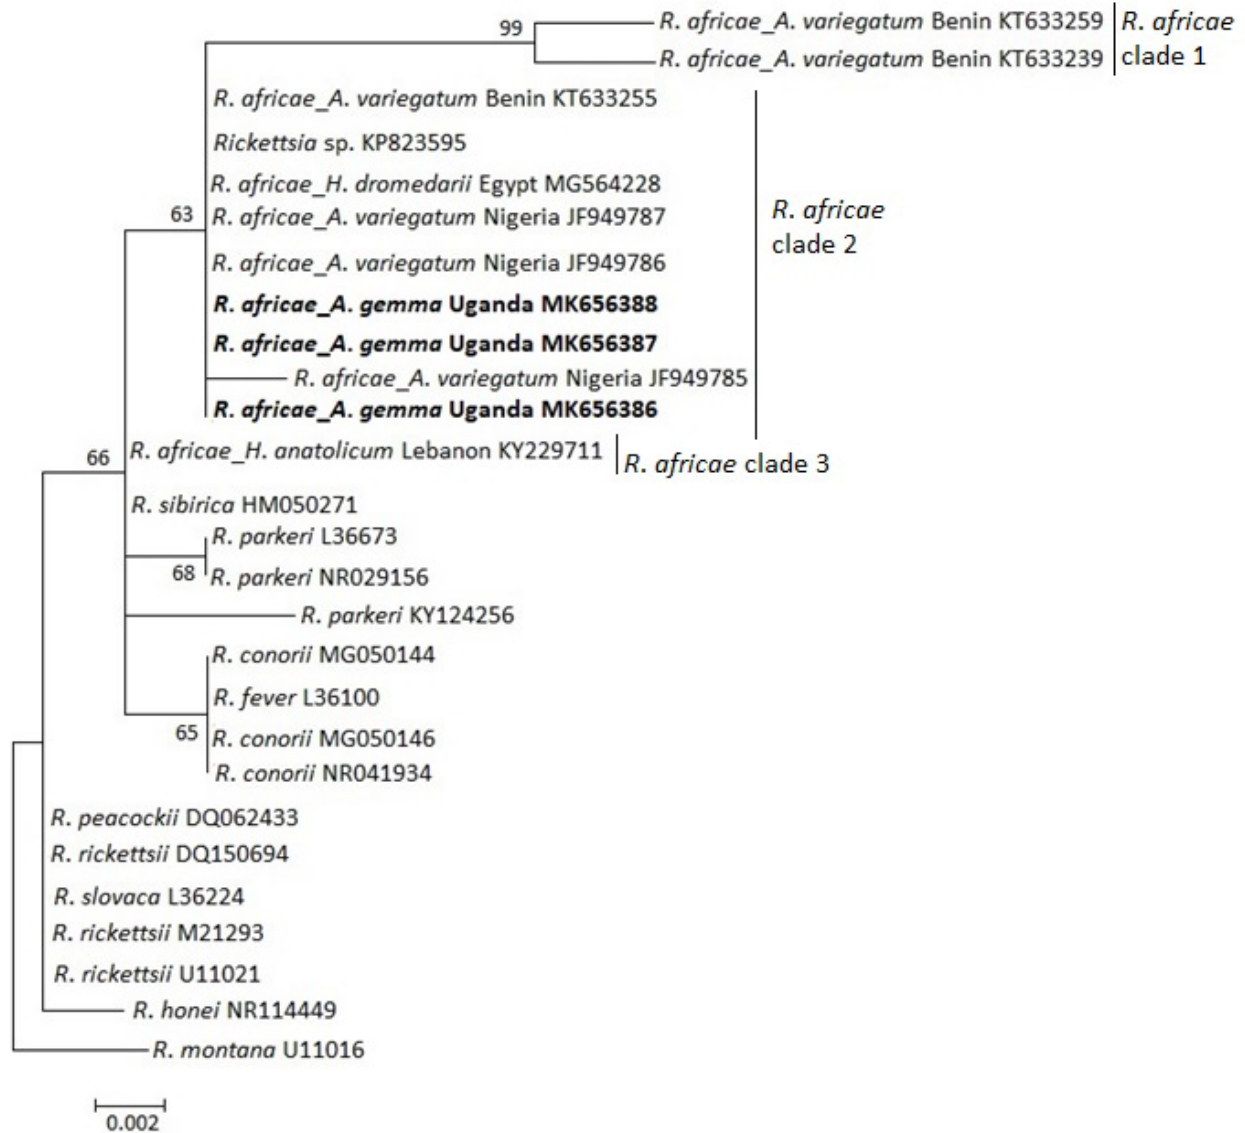 99
R. africae_A. variegatum Benin KT633259
R. africae_A. variegatum Benin KT633239
R. africae
clade 1
R. africae_A. variegatum Benin KT633255
Rickettsia sp. KP823595
R. africae_H. dromedarii Egypt MG564228
63
R. africae_A. variegatum Nigeria JF949787
R. africae_A. variegatum Nigeria JF949786
R. africae_A. gemma Uganda MK656388
R. africae_A. gemma Uganda MK656387
R. africae_A. variegatum Nigeria JF949785
R. africae_A. gemma Uganda MK656386
R. africae
clade 2
66
R. africae_H. anatolicum Lebanon KY229711
R. africae clade 3
R. sibirica HM050271
R. parkeri L36673
68
R. parkeri NR029156
R. parkeri KY124256
R. conorii MG050144
R. fever L36100
65
R. conorii MG050146
R. conorii NR041934
R. peacockii DQ062433
R. rickettsii DQ150694
R. slovaca L36224
R. rickettsii M21293
R. rickettsii U11021
R. honei NR114449
R. montana U11016
0.002